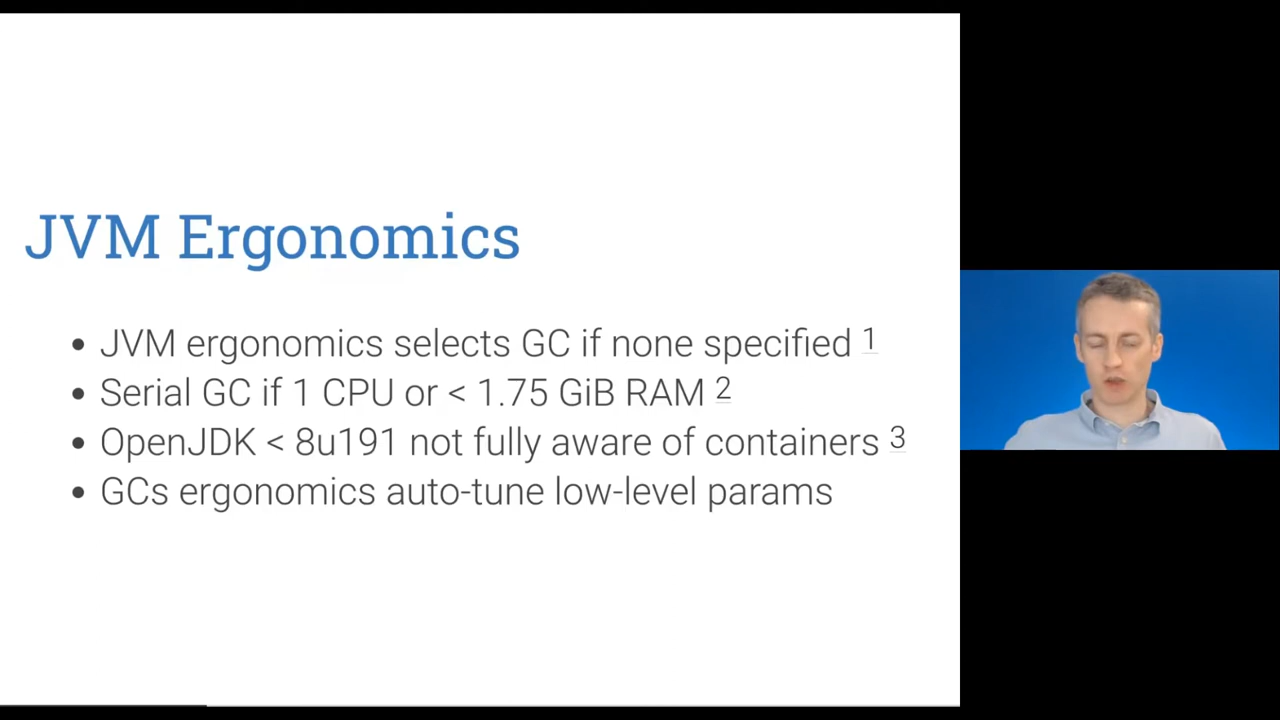 JVM Ergonomics
• JVM ergonomics selects GC if none specified 1
• Serial GC if 1 CPU or < 1.75 GiB RAM 2
• OpenJDK < 8u191 not fully aware of containers 3
• GCs ergonomics auto-tune low-level params